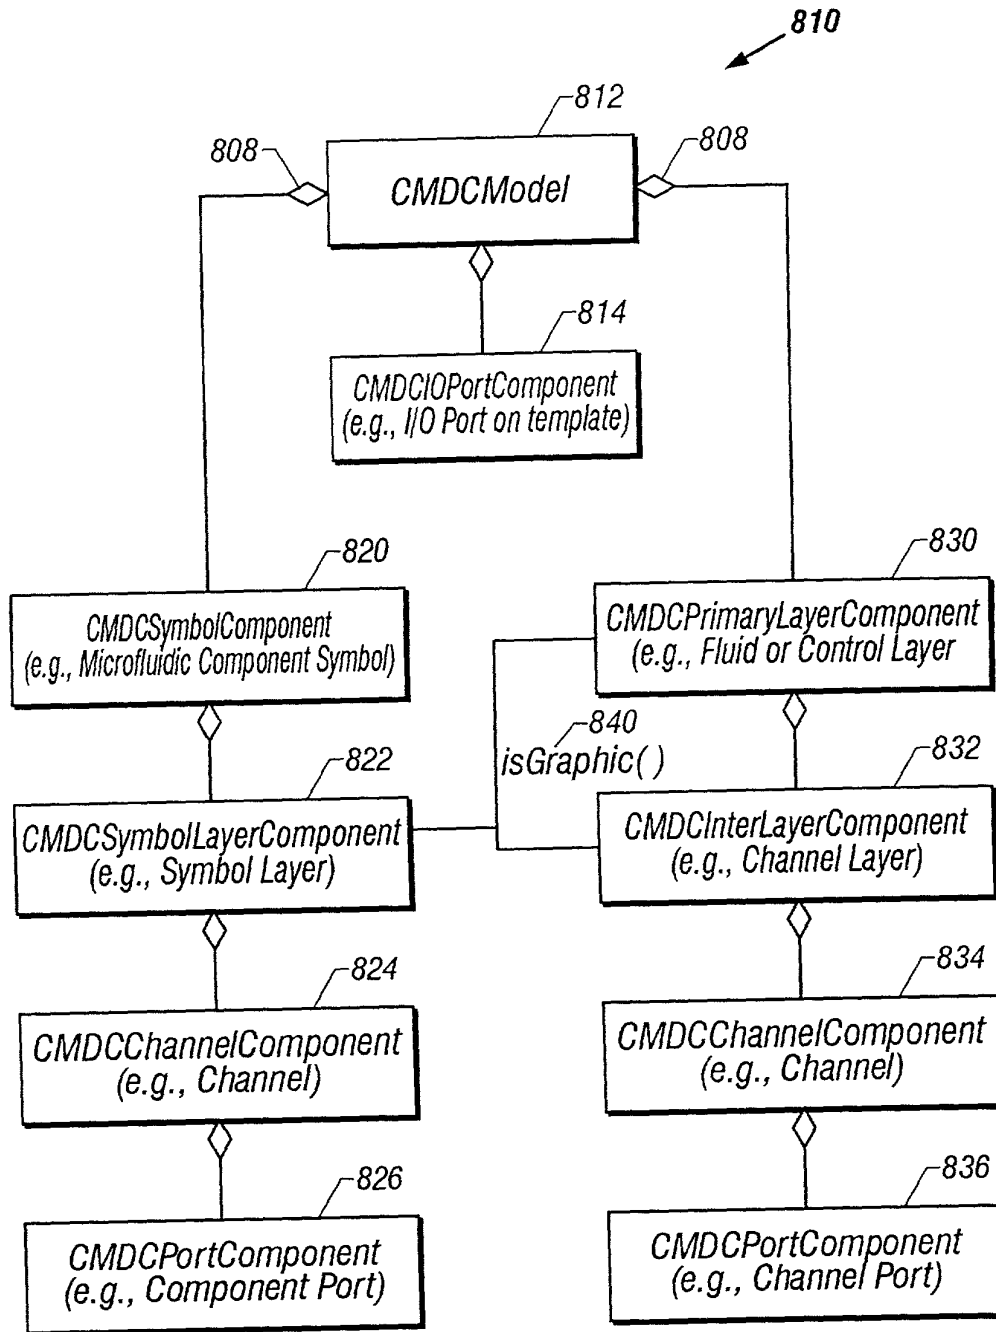 810
812
808
808
CMDCModel
814
CMDCIOPortComponent
(e.g., I/O Port on template)
820
830
CMDCSymbolComponent
(e.g., Microfluidic Component Symbol)
CMDCPrimaryLayerComponent
(e.g., Fluid or Control Layer
840
isGraphic( )
822
832
CMDCSymbolLayerComponent
(e.g., Symbol Layer)
CMDCInterLayerComponent
(e.g., Channel Layer)
824
834
CMDCChannelComponent
(e.g., Channel)
CMDCChannelComponent
(e.g., Channel)
826
836
CMDCPortComponent
(e.g., Component Port)
CMDCPortComponent
(e.g., Channel Port)